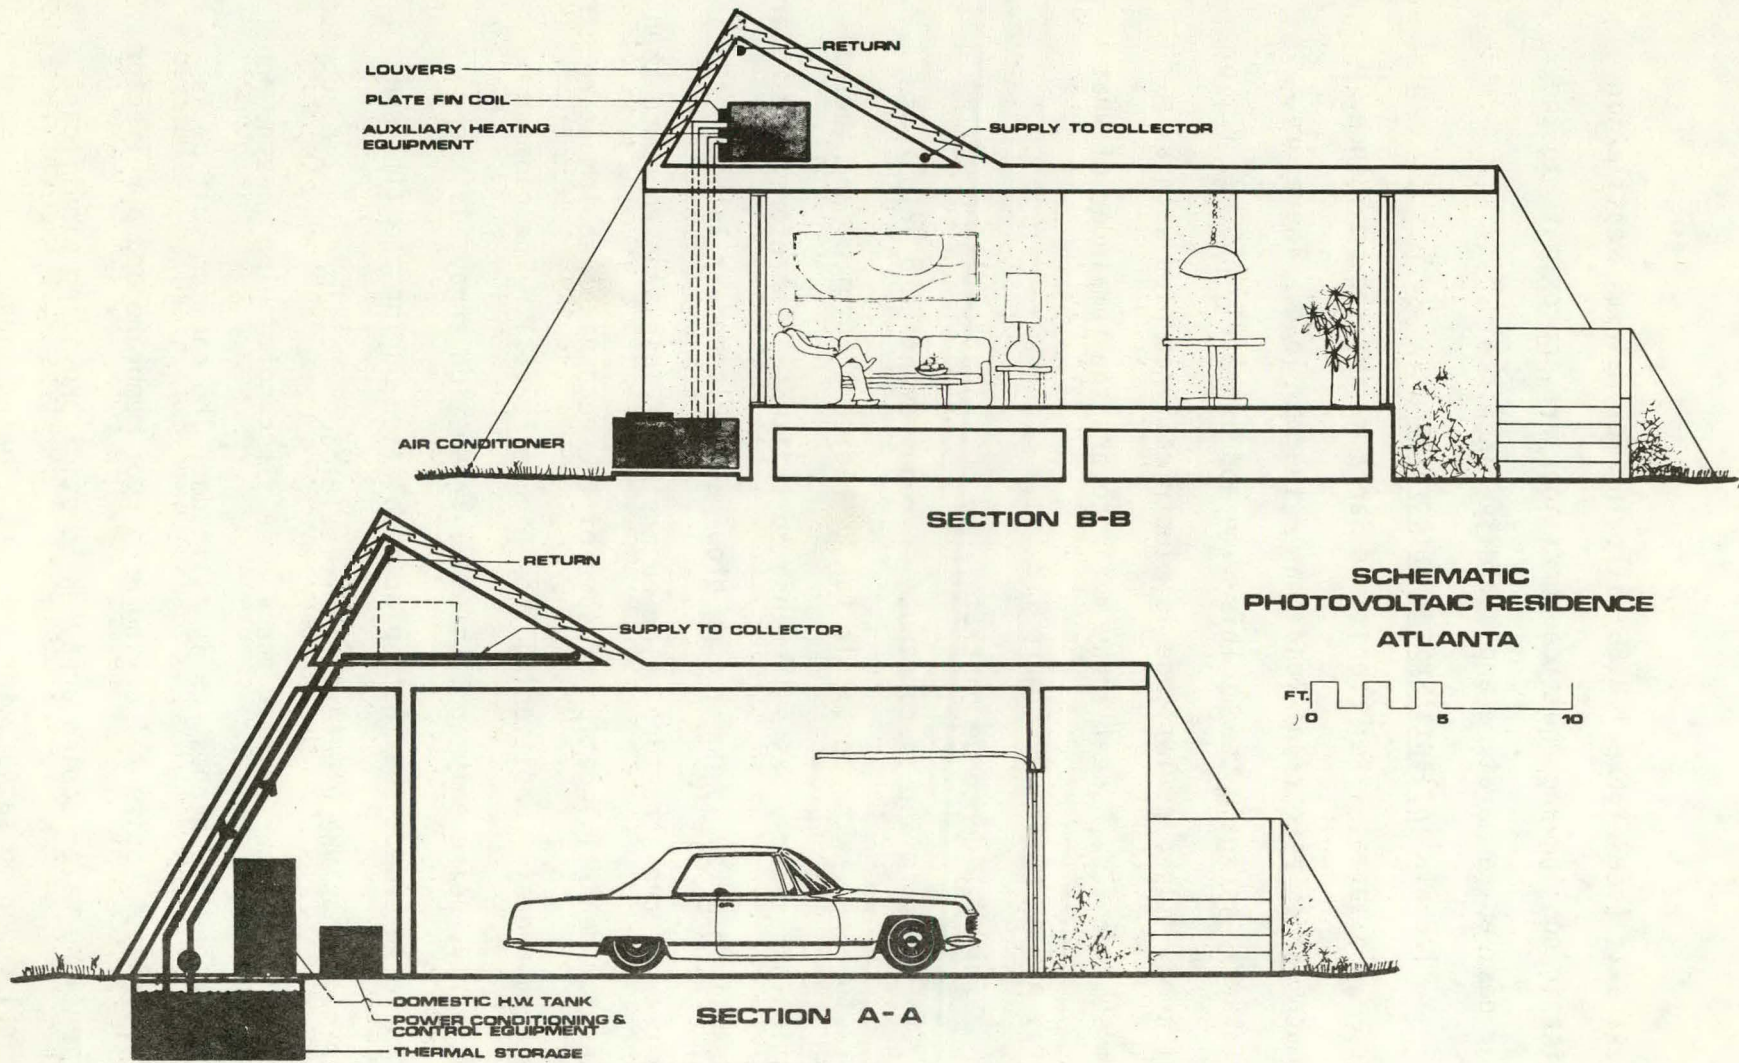 RETURN
LOUVERS
PLATE FIN COIL
AUXILIARY HEATING
EQUIPMENT
SUPPLY TO COLLECTOR
AIR CONDITIONER
SECTION B-B
RETURN
SUPPLY TO COLLECTOR
SCHEMATIC
PHOTOVOLTAIC RESIDENCE
ATLANTA
FT.
0 5 10
DOMESTIC H.W. TANK
POWER CONDITIONING &
CONTROL EQUIPMENT
THERMAL STORAGE
SECTION A-A